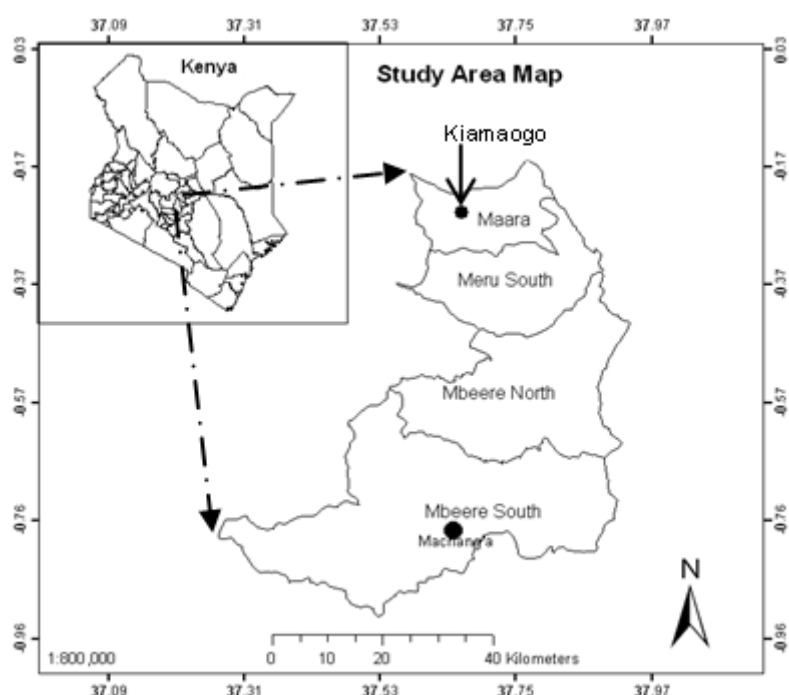 37.09 37.31 37.53 37.75 37.97
0.03 0.03
Kenya
Study Area Map
Kiamaogo
-0.17 -0.17
Maara
Meru South
-0.37 -0.37
Mbeere North
-0.57 -0.57
Mbeere South
-0.76 -0.76
Machang'a
N
-0.96 -0.96
1:800,000
0 10 20 40 Kilometers
37.09 37.31 37.53 37.75 37.97